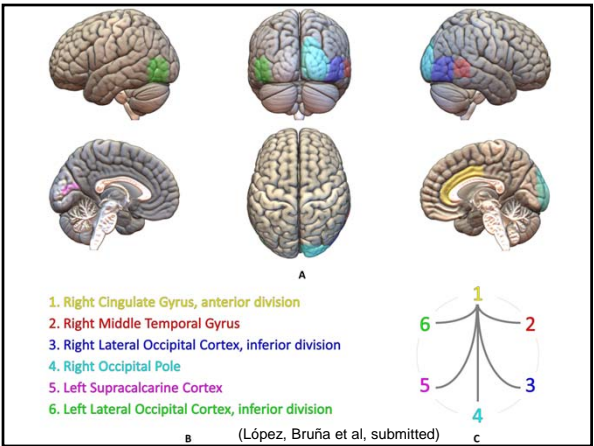 A
1. Right Cingulate Gyrus, anterior division
2. Right Middle Temporal Gyrus
3. Right Lateral Occipital Cortex, inferior division
4. Right Occipital Pole
5. Left Supracalcarine Cortex
6. Left Lateral Occipital Cortex, inferior division
1
6 2
5 3
4
B (López, Bruña et al, submitted) C